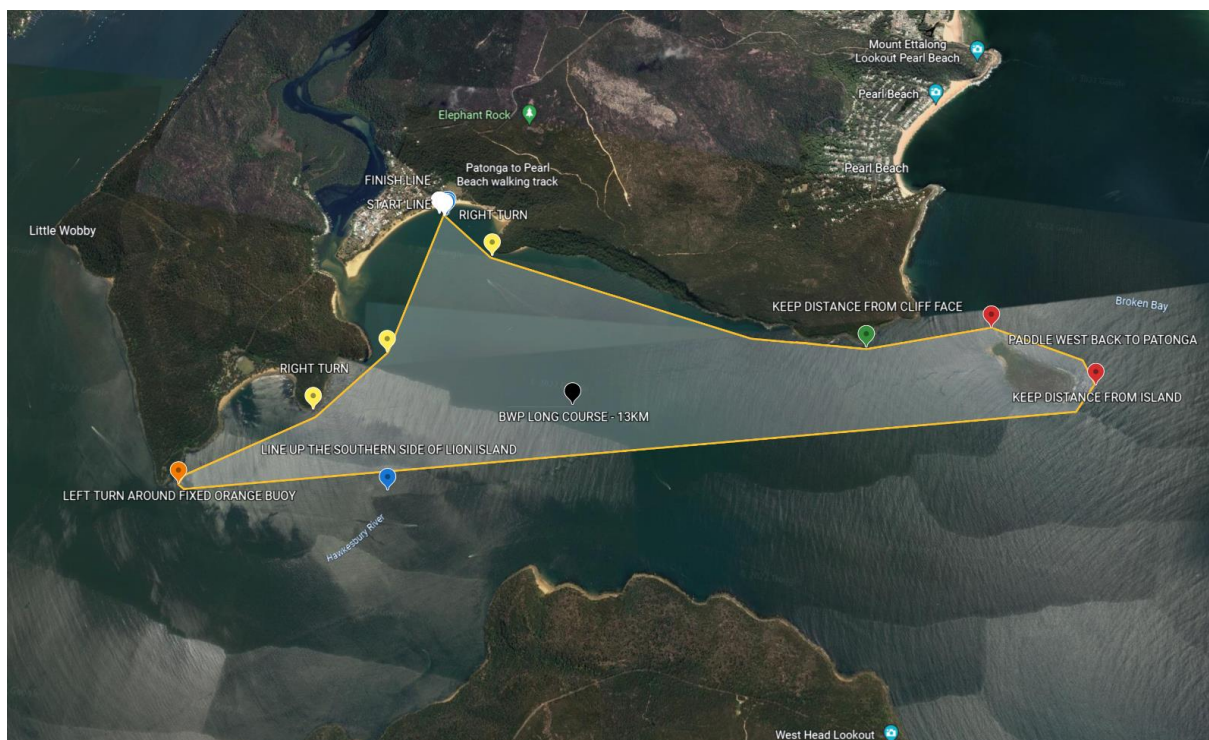 Mount Ettalong
Lookout Pearl Beach
Pearl Beach
Elephant Rock
Patonga to Pearl
Beach walking track
FINISH LINE
Pearl Beach
START LINE
RIGHT TURN
Little Wobby
Broken Bay
KEEP DISTANCE FROM CLIFF FACE
PADDLE WEST BACK TO PATONGA
RIGHT TURN
KEEP DISTANCE FROM ISLAND
BWP LONG COURSE - 13KM
LINE UP THE SOUTHERN SIDE OF LION ISLAND
LEFT TURN AROUND FIXED ORANGE BUOY
Hawkesbury River
West Head Lookout